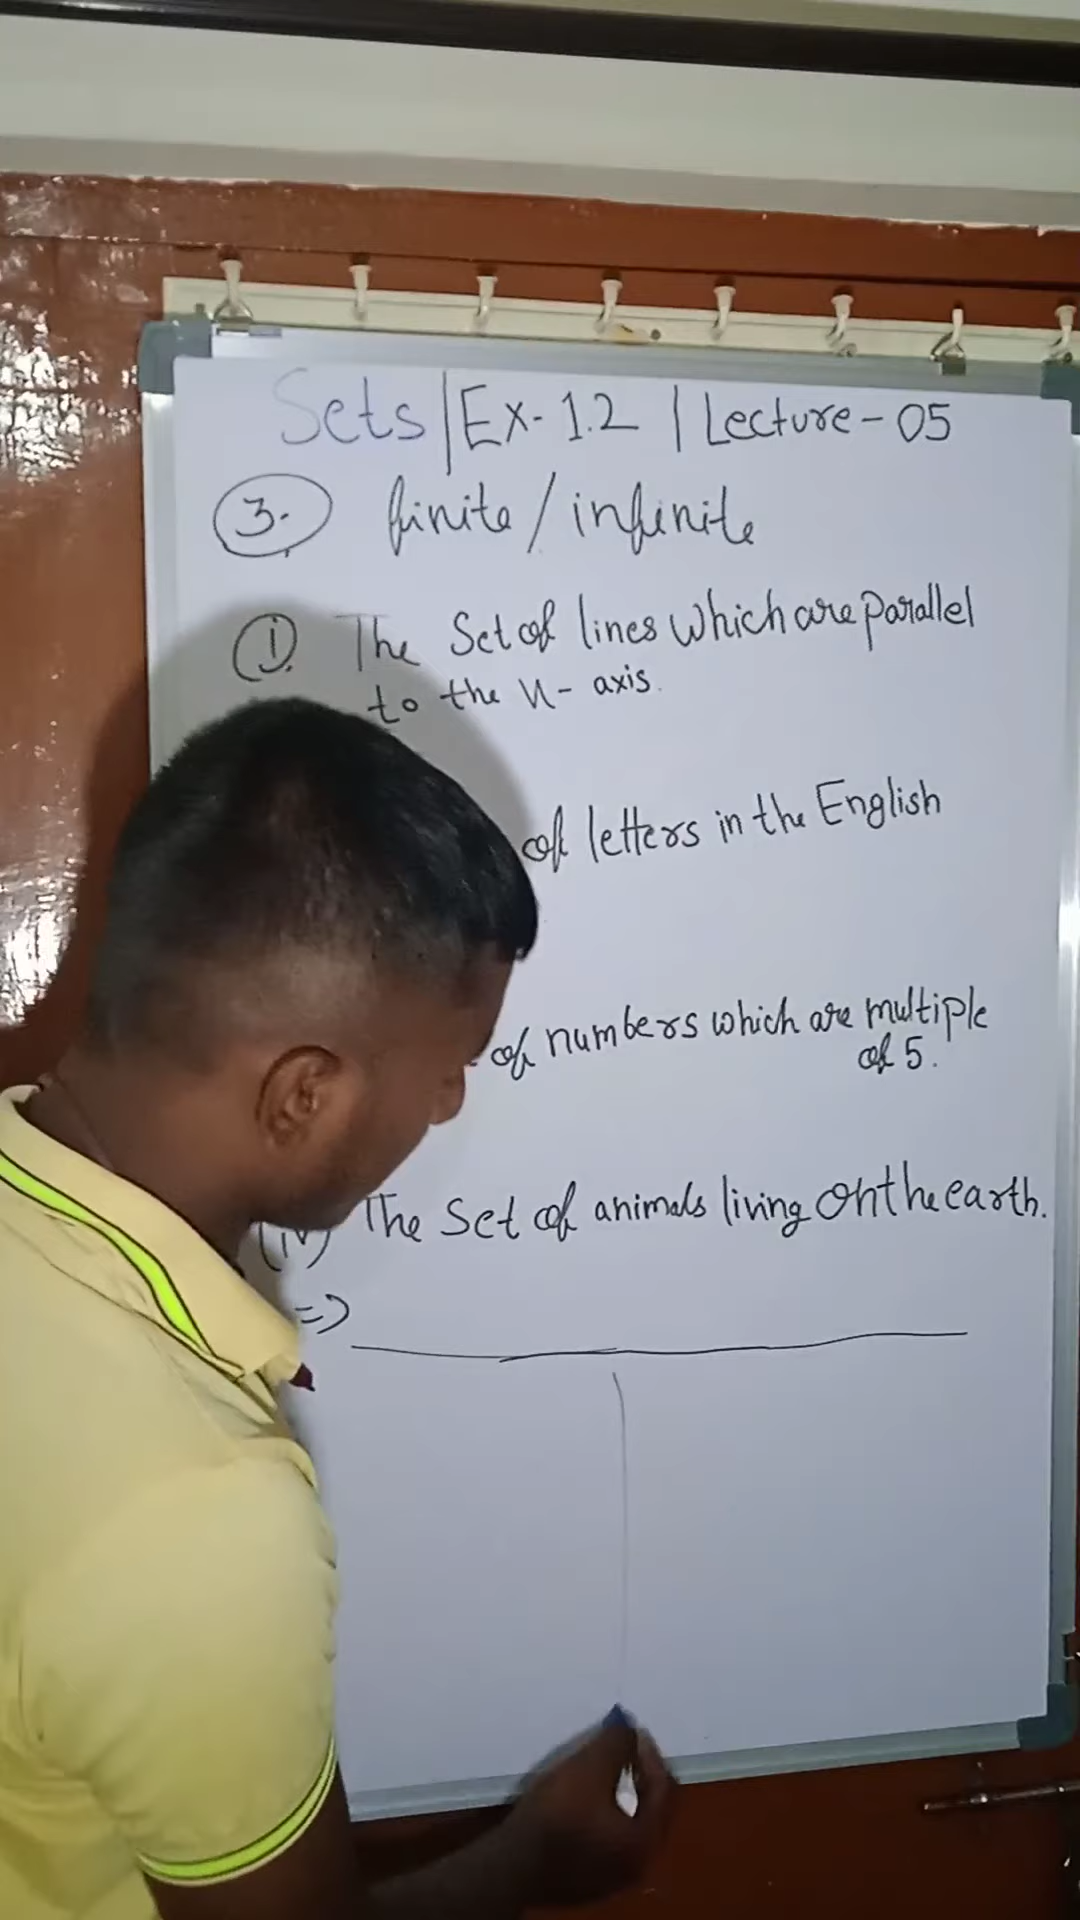 Sets | Ex- 1.2 | Lecture - 05
3. finite / infinite
(i) The Set of lines which are parallel
to the x- axis.
of letters in the English
of numbers which are multiple
of 5.
(iv) The Set of animals living on the earth.
=>